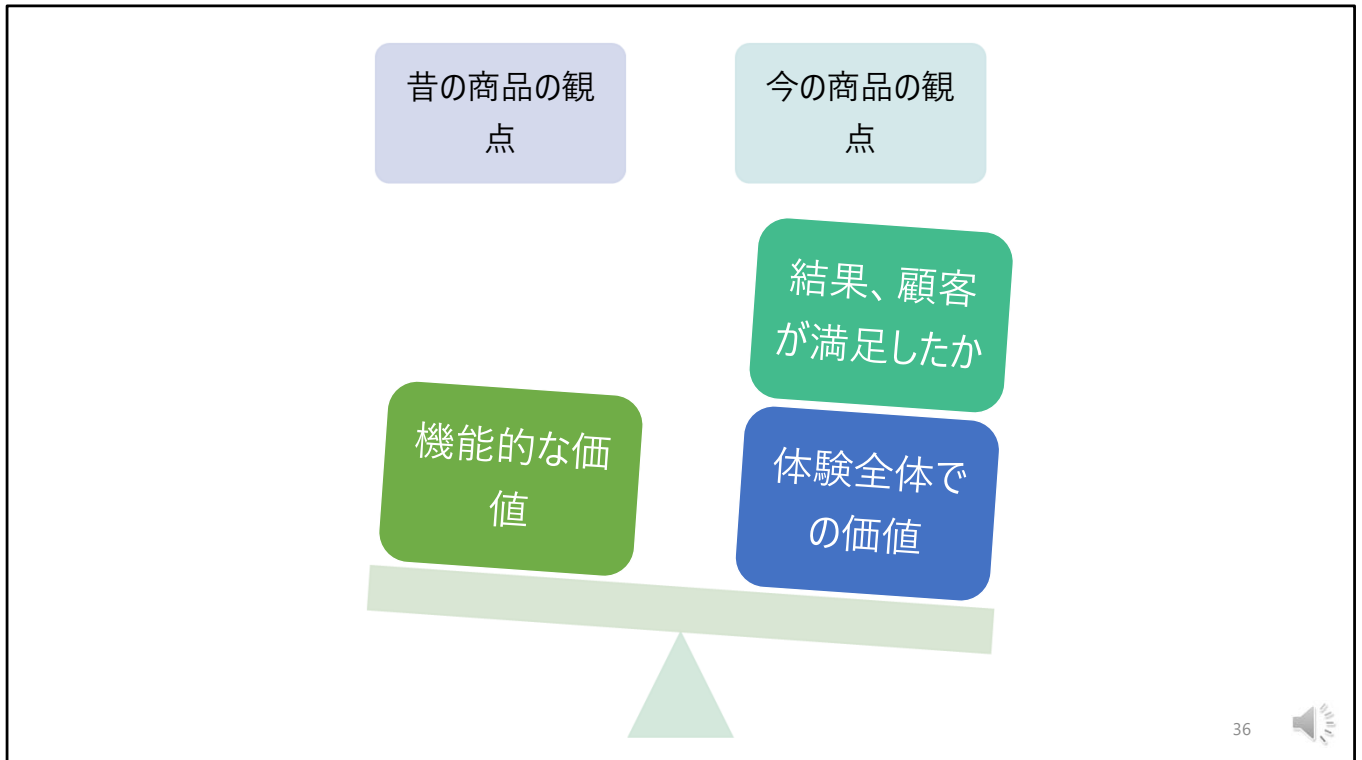 昔の商品の観
点
今の商品の観
点
結果、顧客
が満足したか
機能的な価
値
体験全体で
の価値
36